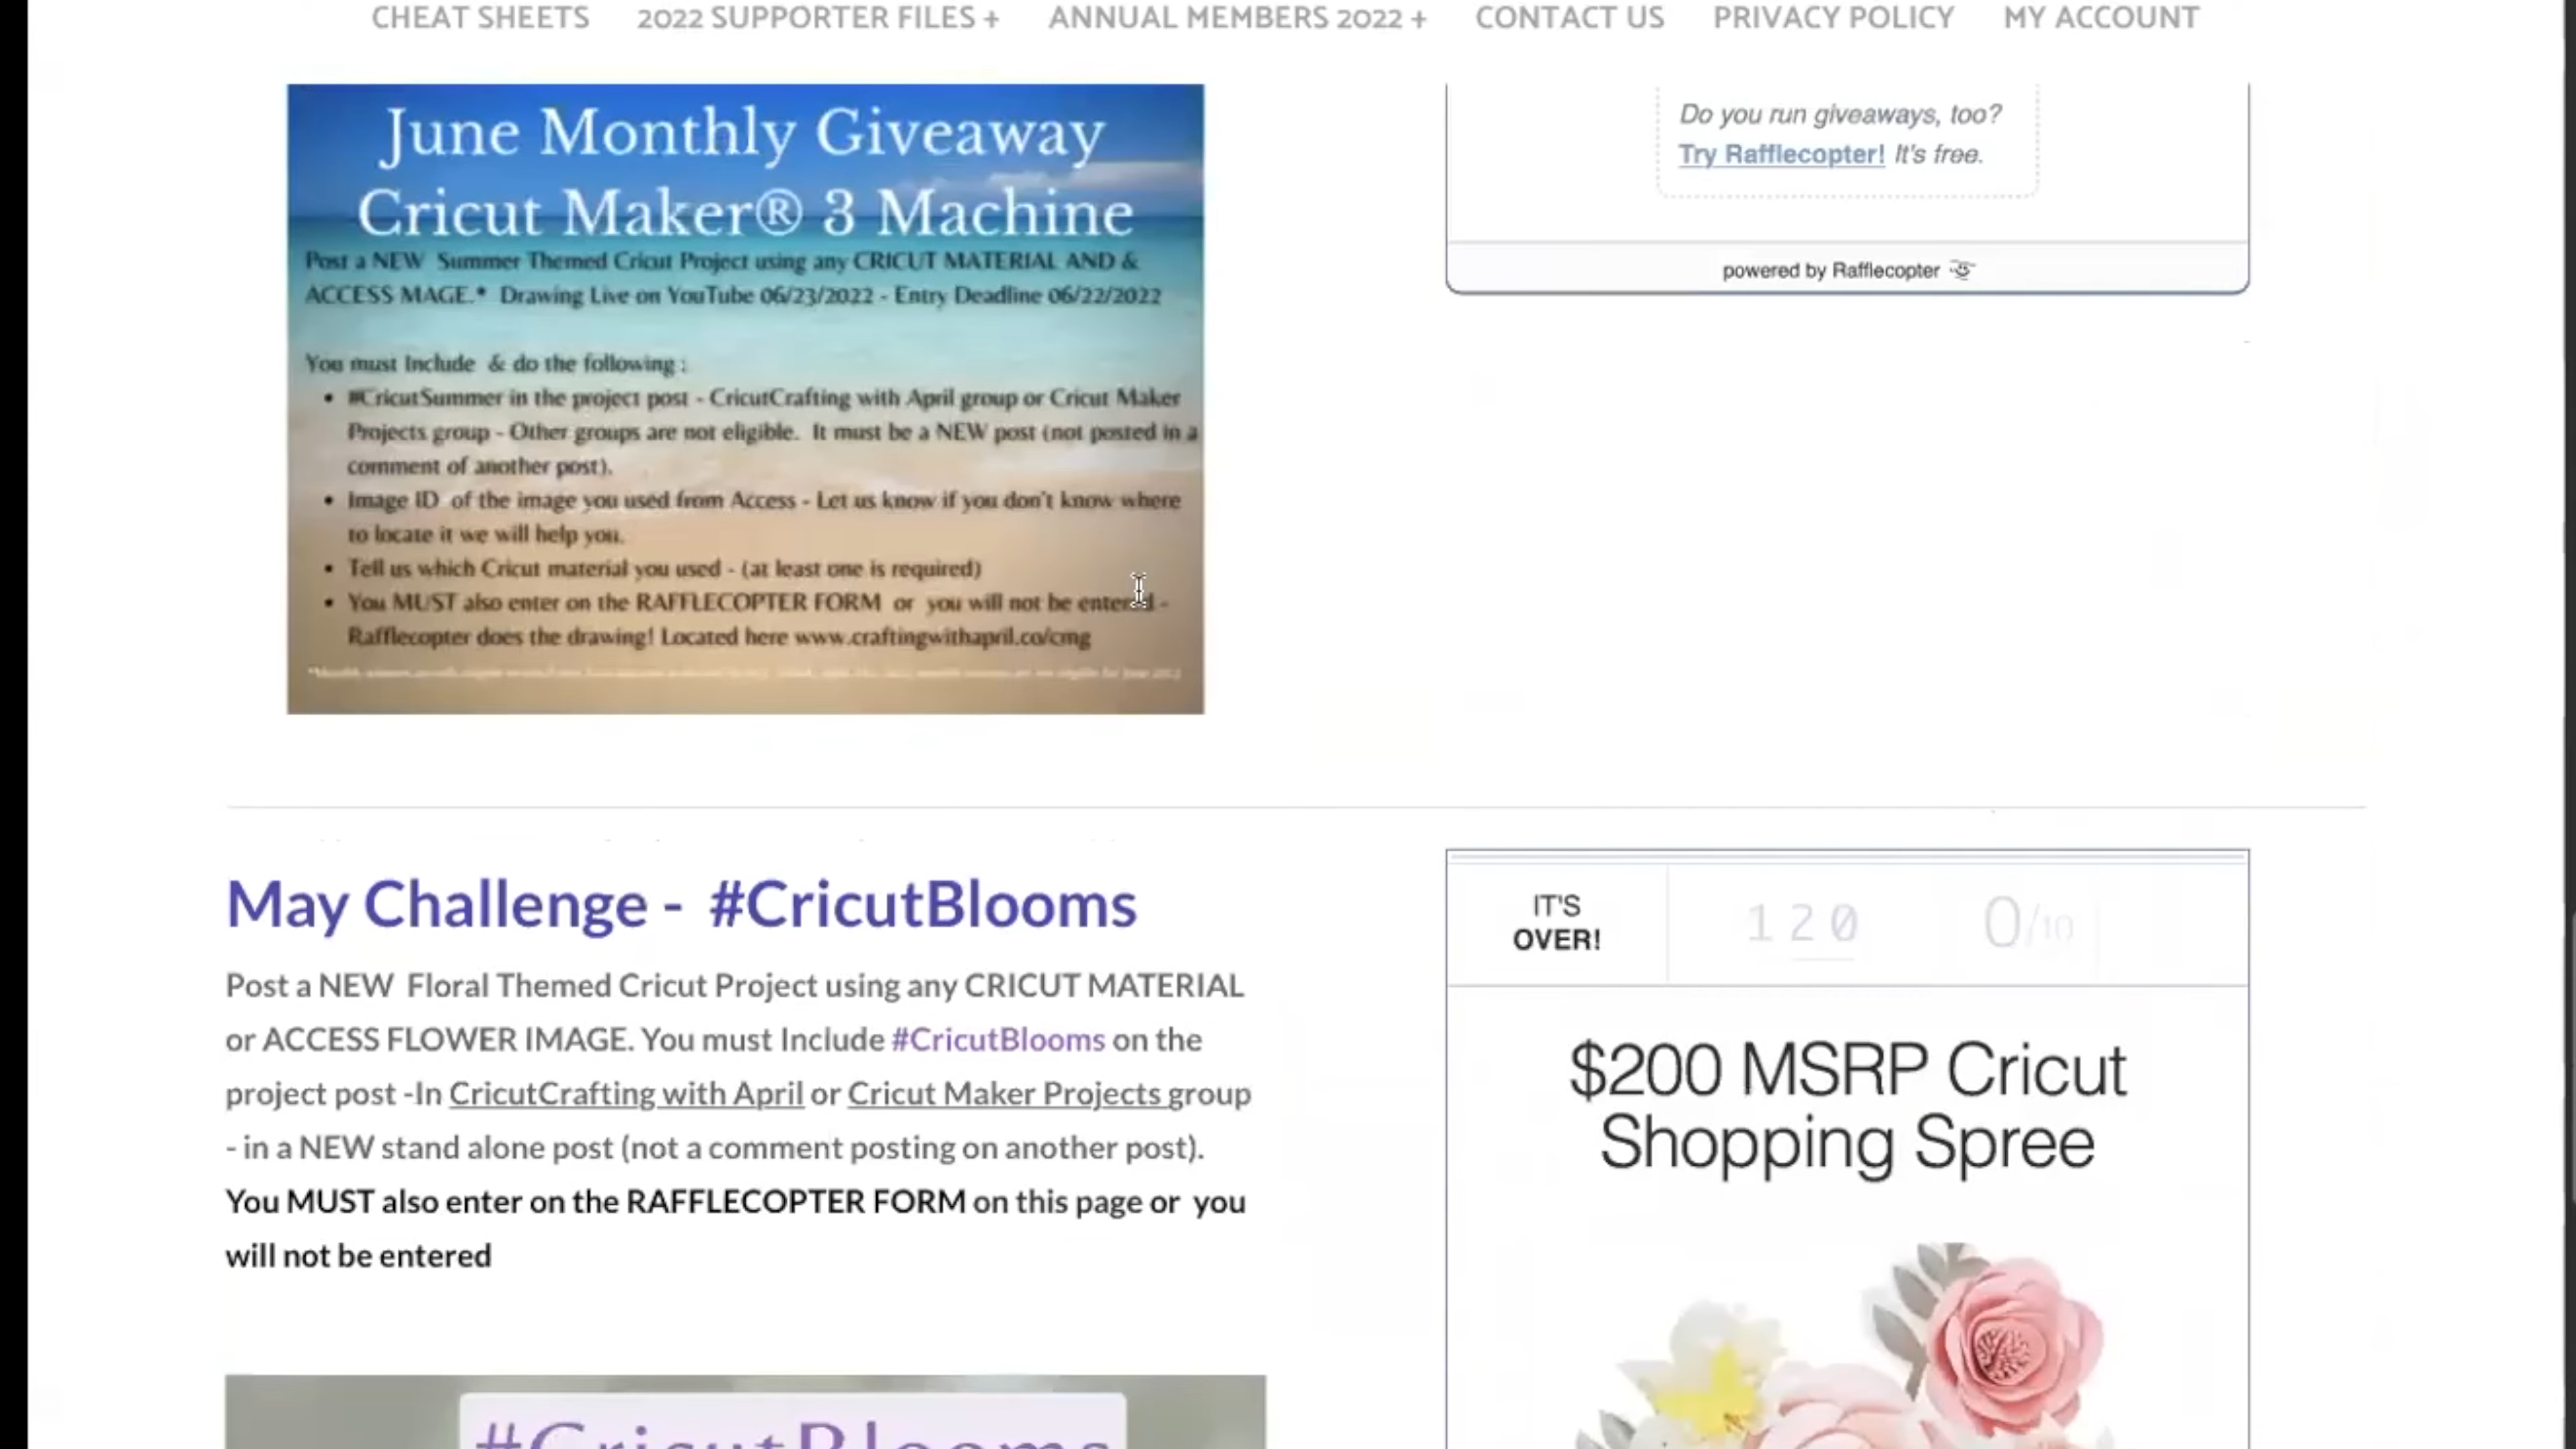 CHEAT SHEETS 2022 SUPPORTER FILES + ANNUAL MEMBERS 2022 + CONTACT US PRIVACY POLICY MY ACCOUNT
June Monthly Giveaway
Cricut Maker® 3 Machine
Post a NEW Summer Themed Cricut Project using any CRICUT MATERIAL AND &
ACCESS MAGE.* Drawing Live on YouTube 06/23/2022 - Entry Deadline 06/22/2022
You must Include & do the following :
• #CricutSummer in the project post - CricutCrafting with April group or Cricut Maker
Projects group - Other groups are not eligible. It must be a NEW post (not posted in a
comment of another post).
• Image ID of the image you used from Access - Let us know if you don't know where
to locate it we will help you.
• Tell us which Cricut material you used - (at least one is required)
• You MUST also enter on the RAFFLECOPTER FORM or you will not be entered -
Rafflecopter does the drawing! Located here www.craftingwithapril.co/cmg
Do you run giveaways, too?
Try Rafflecopter! It's free.
powered by Rafflecopter
May Challenge - #CricutBlooms
Post a NEW Floral Themed Cricut Project using any CRICUT MATERIAL
or ACCESS FLOWER IMAGE. You must Include #CricutBlooms on the
project post -In CricutCrafting with April or Cricut Maker Projects group
- in a NEW stand alone post (not a comment posting on another post).
You MUST also enter on the RAFFLECOPTER FORM on this page or you
will not be entered
#CricutBlooms
IT'S
OVER!
120
0/10
$200 MSRP Cricut
Shopping Spree